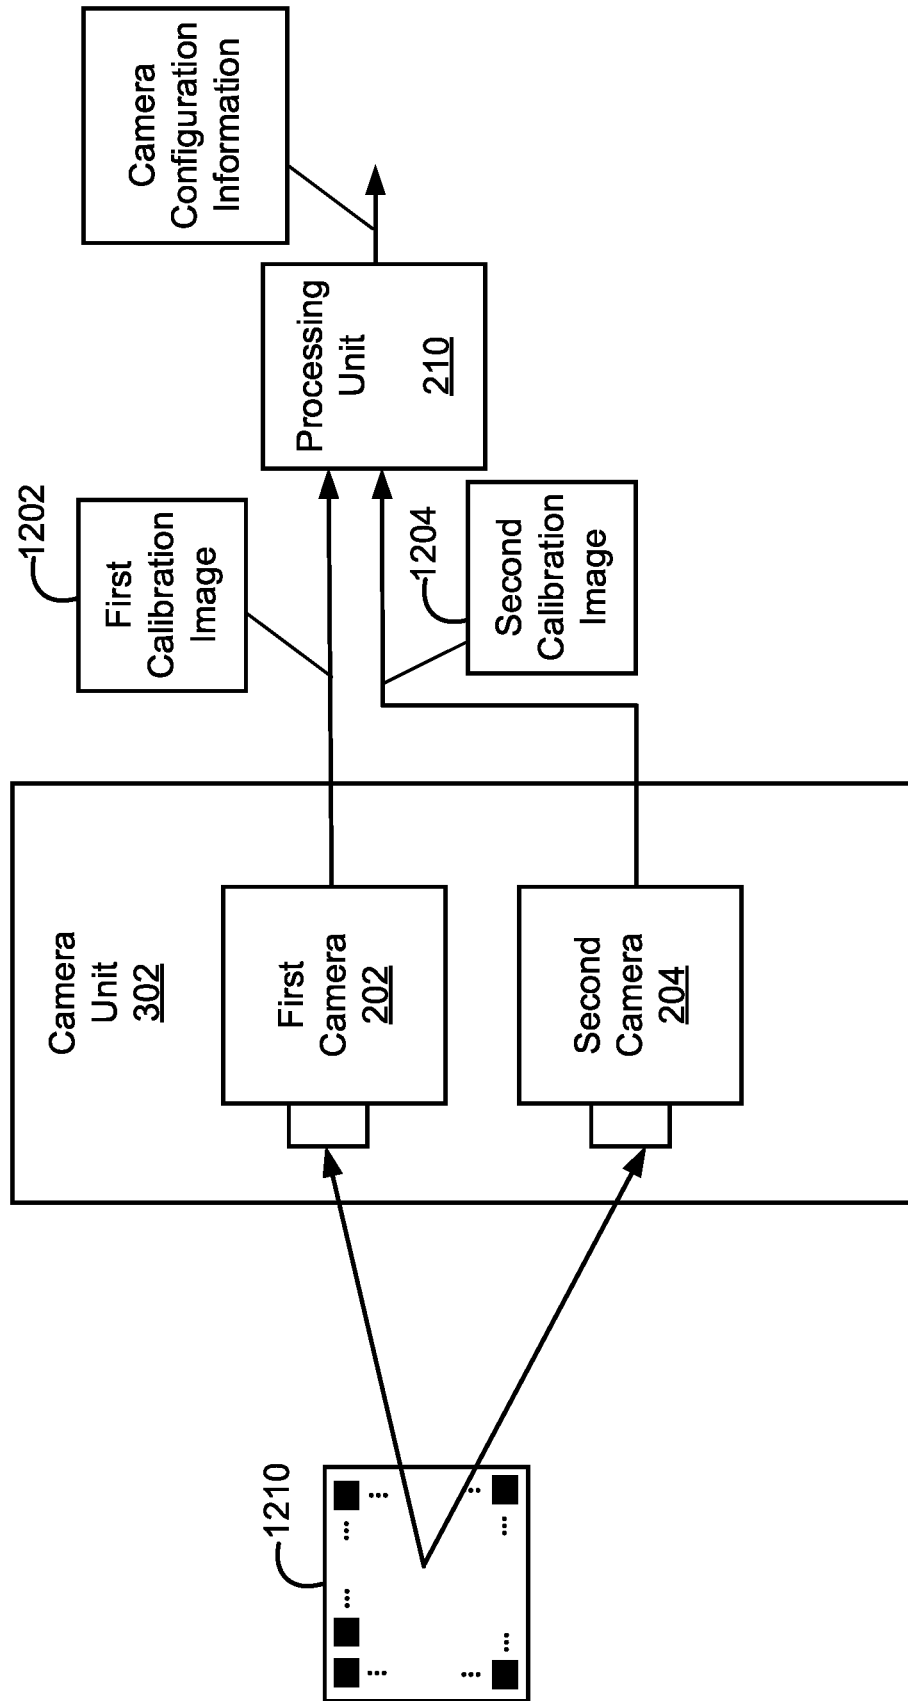 1210
Camera
Unit
302
First
Camera
202
Second
Camera
204
1202
First
Calibration
Image
1204
Second
Calibration
Image
Processing
Unit
210
Camera
Configuration
Information